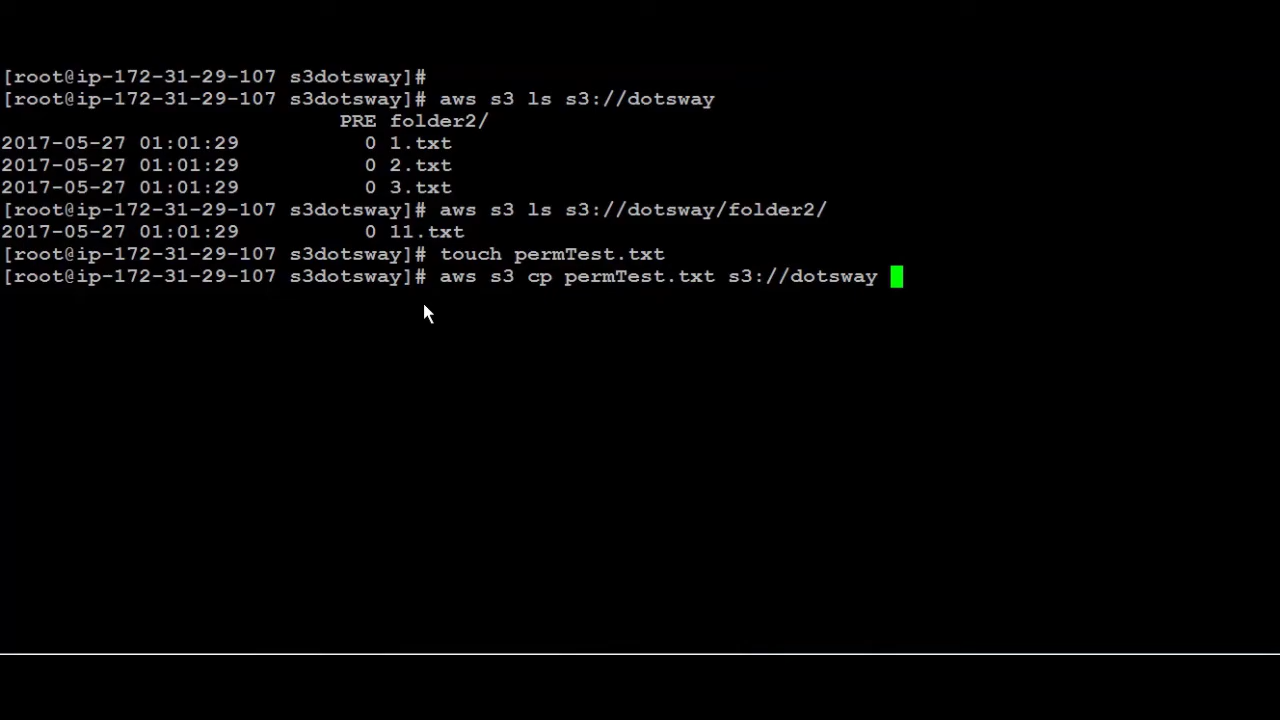 [root@ip-172-31-29-107 s3dotsway]#
[root@ip-172-31-29-107 s3dotsway]# aws s3 ls s3://dotsway
PRE folder2/
2017-05-27 01:01:29 0 1.txt
2017-05-27 01:01:29 0 2.txt
2017-05-27 01:01:29 0 3.txt
[root@ip-172-31-29-107 s3dotsway]# aws s3 ls s3://dotsway/folder2/
2017-05-27 01:01:29 0 11.txt
[root@ip-172-31-29-107 s3dotsway]# touch permTest.txt
[root@ip-172-31-29-107 s3dotsway]# aws s3 cp permTest.txt s3://dotsway